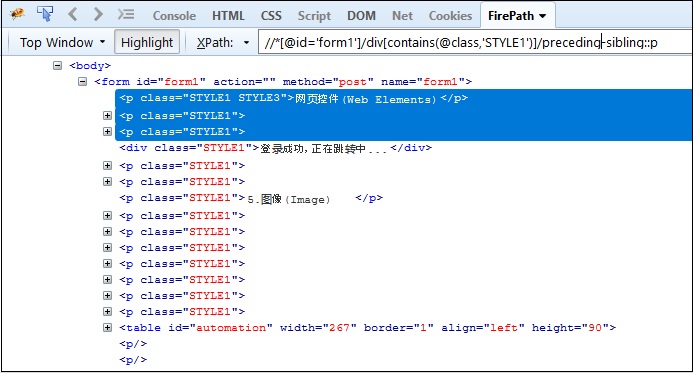 Console HTML CSS Script DOM Net Cookies FirePath ▾
Top Window ▾ Highlight XPath: ▾ //*[@id='form1']/div[contains(@class,'STYLE1')]/preceding-sibling::p
<body>
<form id="form1" action="" method="post" name="form1">
<p class="STYLE1 STYLE3">网页控件(Web Elements)</p>
<p class="STYLE1">
<p class="STYLE1">
<div class="STYLE1">登录成功,正在跳转中...</div>
<p class="STYLE1">
<p class="STYLE1">
<p class="STYLE1">5.图像(Image) </p>
<p class="STYLE1">
<p class="STYLE1">
<p class="STYLE1">
<p class="STYLE1">
<p class="STYLE1">
<p class="STYLE1">
<p class="STYLE1">
<table id="automation" width="267" border="1" align="left" height="90">
<p/>
<p/>